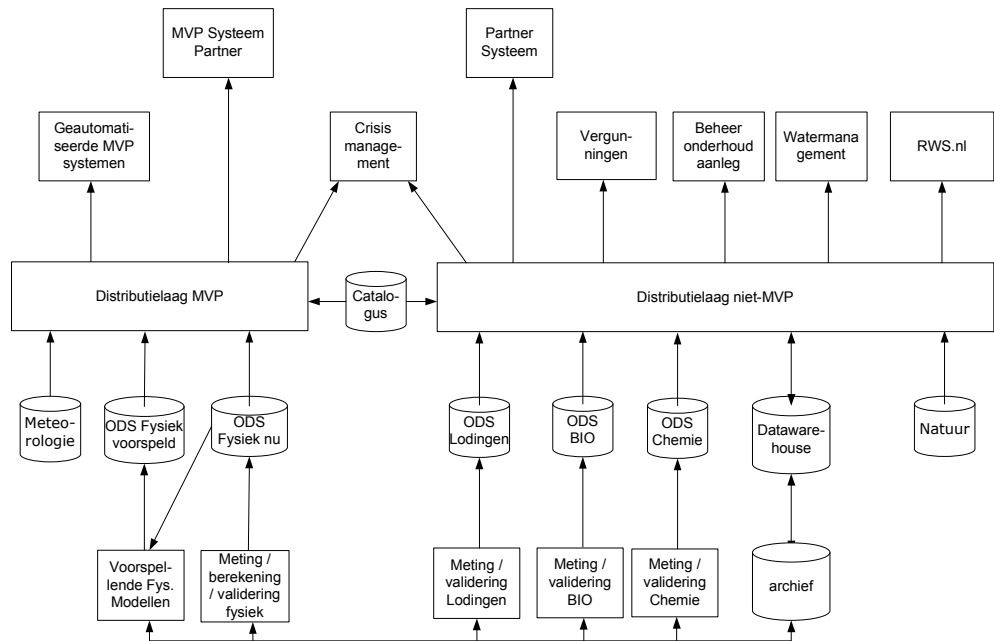 MVP Systeem
Partner
Partner
Systeem
Geautomati-
seerde MVP
systemen
Crisis
manage-
ment
Vergun-
ningen
Beheer
onderhoud
aanleg
Watermana
gement
RWS.nl
Distributielaag MVP
Catalo-
gus
Distributielaag niet-MVP
Meteo-
rologie
ODS Fysiek
voorspeld
ODS
Fysiek nu
ODS
Lodingen
ODS
BIO
ODS
Chemie
Dataware-
house
Natuur
Voorspel-
lende Fys.
Modellen
Meting /
berekening
/ validering
fysiek
Meting /
validering
Lodingen
Meting /
validering
BIO
Meting /
validering
Chemie
archief